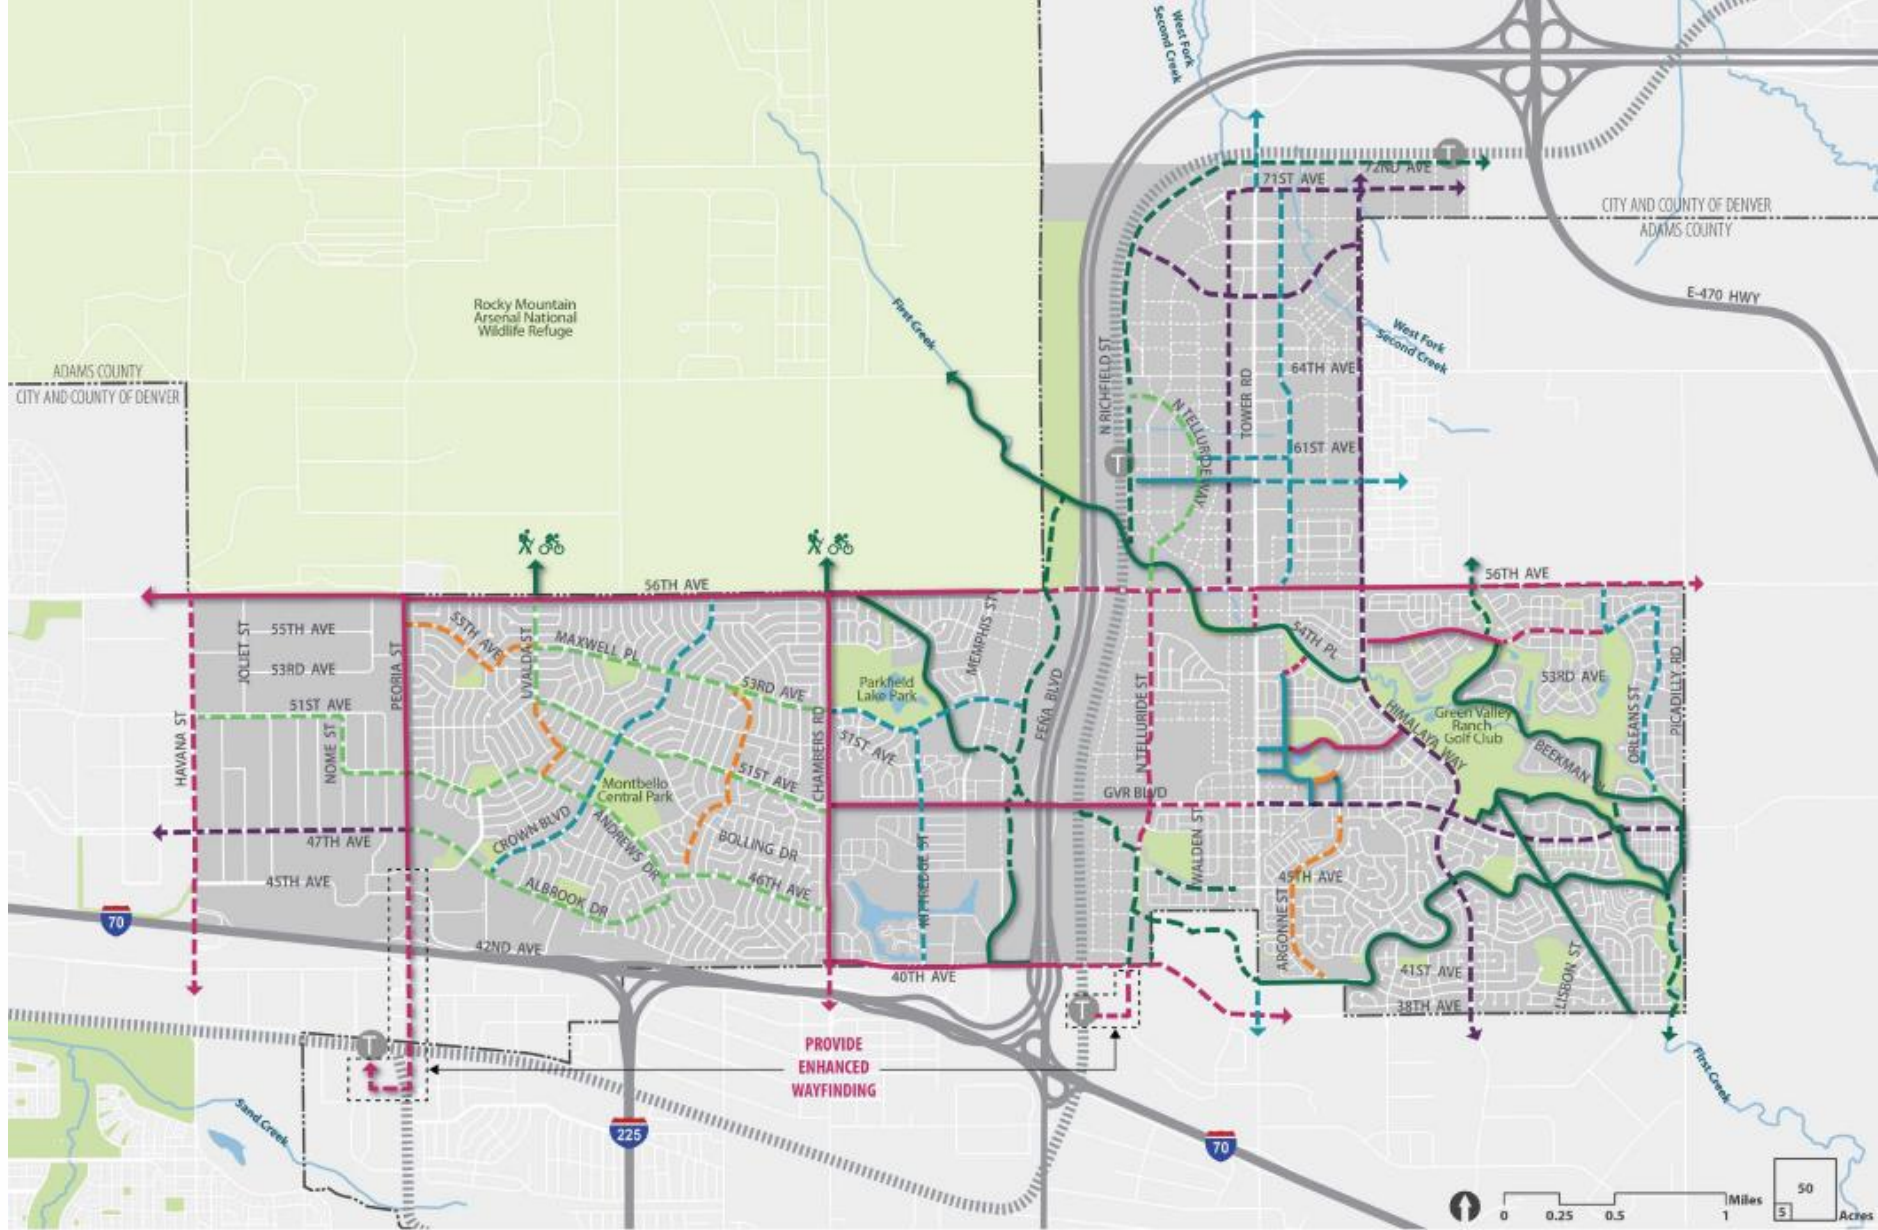 West Fork
Second Creek
T
72ND AVE
71ST AVE
CITY AND COUNTY OF DENVER
ADAMS COUNTY
E-470 HWY
Rocky Mountain
Arsenal National
Wildlife Refuge
First Creek
West Fork
Second Creek
N RICHFIELD ST
TOWER RD
64TH AVE
ADAMS COUNTY
CITY AND COUNTY OF DENVER
N TELLURIDE WAY
61ST AVE
T
56TH AVE
56TH AVE
JOLIET ST
55TH AVE
55TH AVE
MAXWELL PL
UVALDA ST
MEMPHIS ST
54TH PL
53RD AVE
PEORIA ST
53RD AVE
Parkfield
Lake Park
53RD AVE
PICADILLY RD
ORLEANS ST
51ST AVE
NOME ST
HAVANA ST
CHAMBERS RD
51ST AVE
51ST AVE
PEÑA BLVD
N TELLURIDE ST
HIMALAYA WAY
Green Valley
Ranch
Golf Club
BEEKMAN
Montbello
Central Park
GVR BLVD
47TH AVE
CROWN BLVD
ANDREWS DR
BOLLING DR
WALDEN ST
45TH AVE
ALBROOK DR
46TH AVE
45TH AVE
ARGONNE ST
70
42ND AVE
40TH AVE
41ST AVE
LISBON ST
38TH AVE
T
T
PROVIDE
ENHANCED
WAYFINDING
First Creek
Sand Creek
225
70
0
0.25
0.5
1
Miles
50
5
Acres